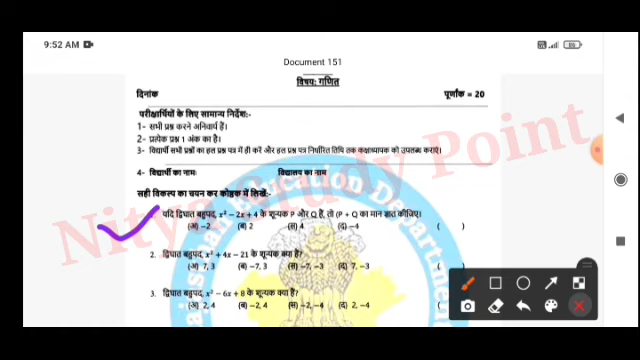 9:52 AM
Document 151
विषय: गणित
दिनांक पूर्णांक = 20
परीक्षार्थियों के लिए सामान्य निर्देश:-
1- सभी प्रश्न करने अनिवार्य हैं।
2- प्रत्येक प्रश्न 1 अंक का है।
3- विद्यार्थी सभी प्रश्नों का हल प्रश्न पत्र में ही करें और हल प्रश्न पत्र निर्धारित तिथि तक कक्षाध्यापक को उपलब्ध कराएं।
4- विद्यार्थी का नामः विद्यालय का नाम
सही विकल्प का चयन कर कोष्ठक में लिखें:-
यदि द्विघात बहुपद, x² − 2x + 4 के शून्यक P और Q हैं, तो (P + Q का मान ज्ञात कीजिए।
(अ) −2 (ब) 2 (स) 4 (द) −4 ( )
2. द्विघात बहुपद, x² + 4x − 21 के शून्यक क्या हैं?
(अ) 7, 3 (ब) −7, 3 (स) −7, −3 (द) 7, −3 (
3. द्विघात बहुपद, x² − 6x + 8 के शून्यक क्या हैं?
(अ) 2, 4 (ब) −2, 4 (स) −2, −4 (द) 2, −4 (
Nitya Study Point
Education Department